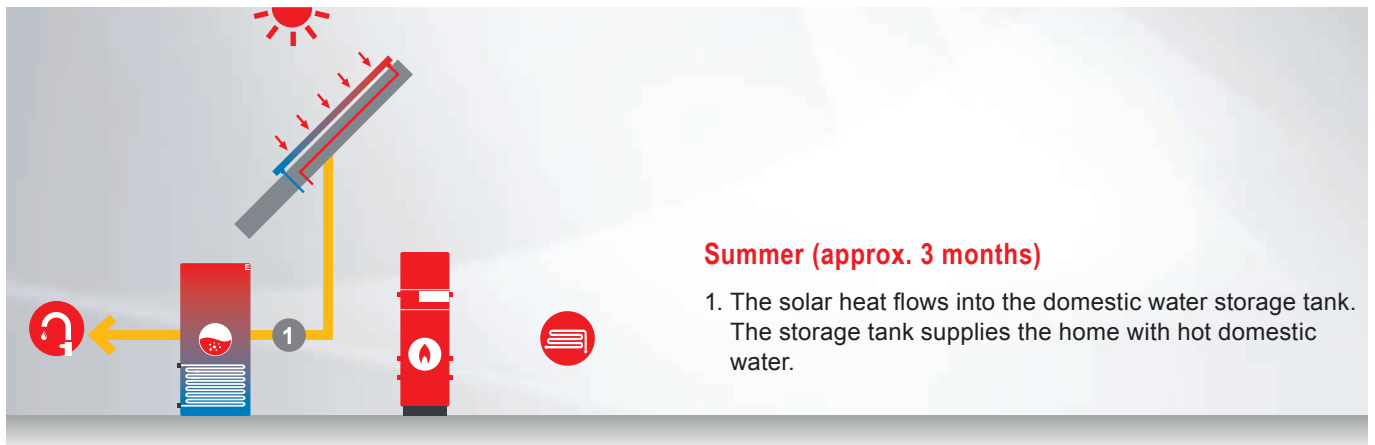 E
1
Summer (approx. 3 months)
1. The solar heat flows into the domestic water storage tank.
The storage tank supplies the home with hot domestic
water.